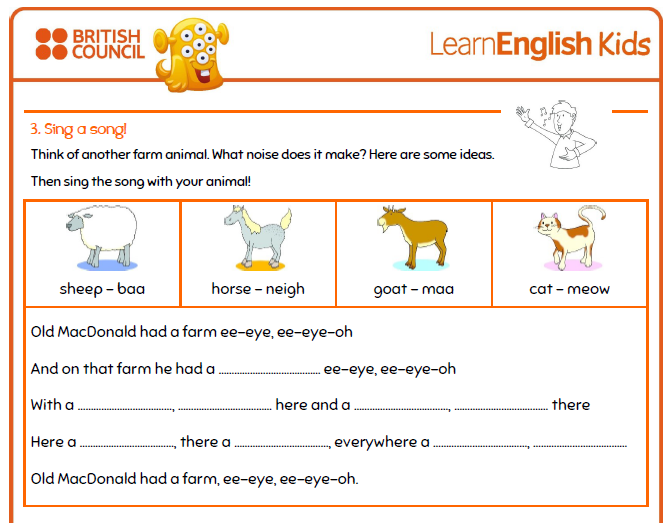 BRITISH
COUNCIL
LearnEnglish Kids
3. Sing a song!
Think of another farm animal. What noise does it make? Here are some ideas.
Then sing the song with your animal!
sheep – baa
horse – neigh
goat – maa
cat – meow
Old MacDonald had a farm ee-eye, ee-eye-oh
And on that farm he had a .................................. ee-eye, ee-eye-oh
With a ................................, ................................ here and a ................................, ................................ there
Here a ................................, there a ................................, everywhere a ................................, ................................
Old MacDonald had a farm, ee-eye, ee-eye-oh.